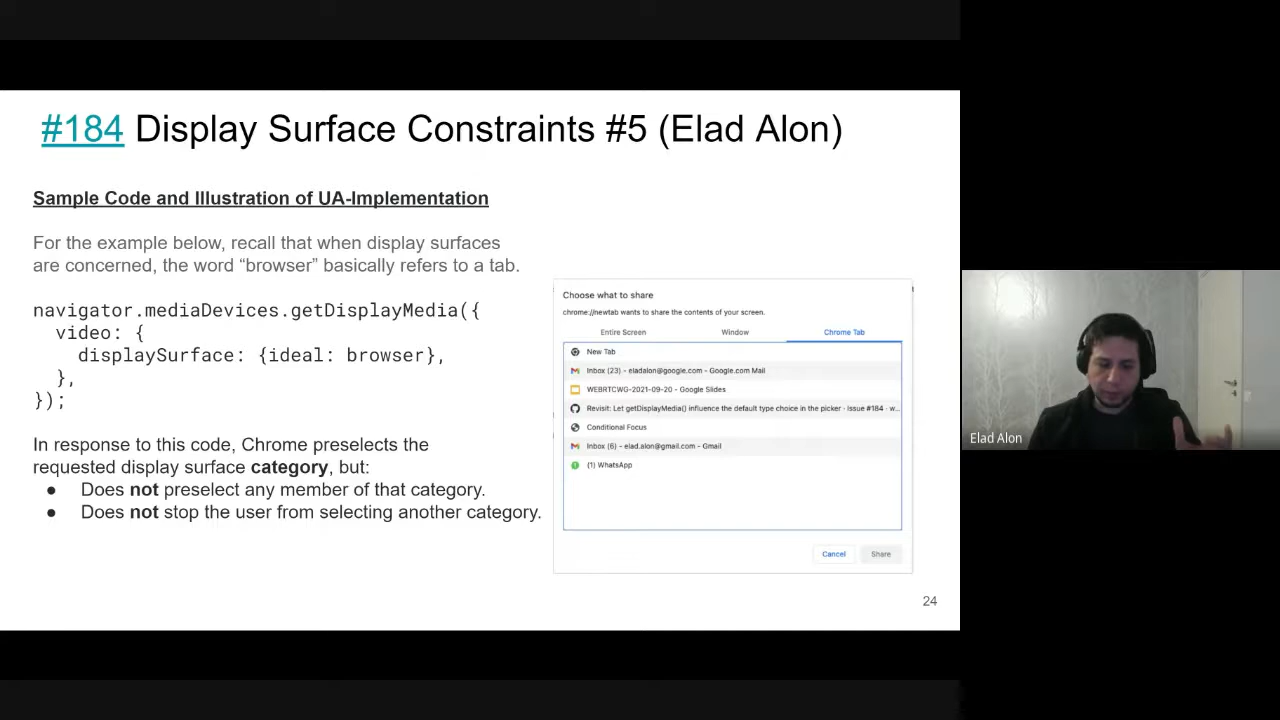 #184 Display Surface Constraints #5 (Elad Alon)
Sample Code and Illustration of UA-Implementation
For the example below, recall that when display surfaces
are concerned, the word “browser” basically refers to a tab.
navigator.mediaDevices.getDisplayMedia({
video: {
displaySurface: {ideal: browser},
},
});
In response to this code, Chrome preselects the
requested display surface category, but:
● Does not preselect any member of that category.
● Does not stop the user from selecting another category.
Choose what to share
chrome://newtab wants to share the contents of your screen.
Entire Screen Window Chrome Tab
New Tab
Inbox (23) - eladalon@google.com - Google.com Mail
WEBRTCWG-2021-09-20 - Google Slides
Revisit: Let getDisplayMedia() influence the default type choice in the picker · Issue #184 · w...
Conditional Focus
Inbox (6) - elad.alon@gmail.com - Gmail
(1) WhatsApp
Cancel Share
24
Elad Alon